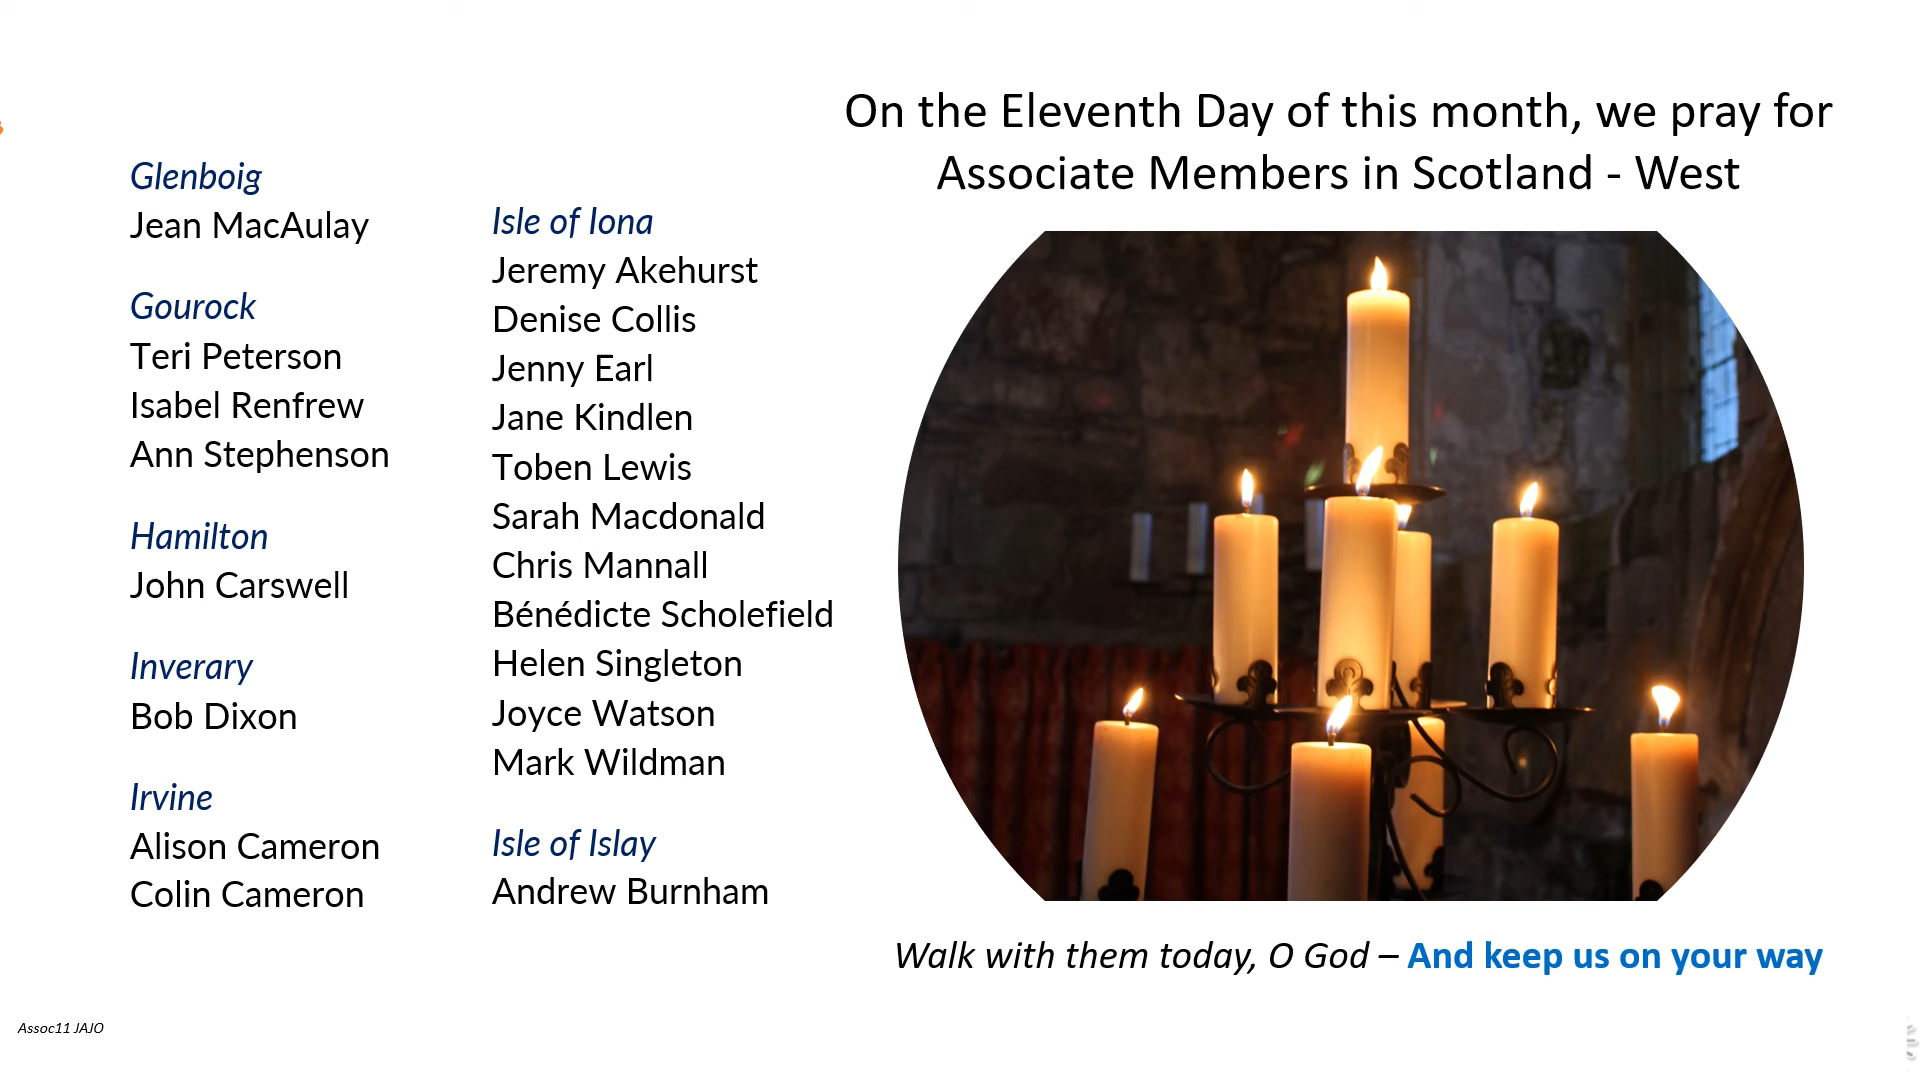 On the Eleventh Day of this month, we pray for
Associate Members in Scotland - West
Glenboig
Jean MacAulay
Gourock
Teri Peterson
Isabel Renfrew
Ann Stephenson
Hamilton
John Carswell
Inverary
Bob Dixon
Irvine
Alison Cameron
Colin Cameron
Isle of Iona
Jeremy Akehurst
Denise Collis
Jenny Earl
Jane Kindlen
Toben Lewis
Sarah Macdonald
Chris Mannall
Bénédicte Scholefield
Helen Singleton
Joyce Watson
Mark Wildman
Isle of Islay
Andrew Burnham
Walk with them today, O God – And keep us on your way
Assoc11 JAJO